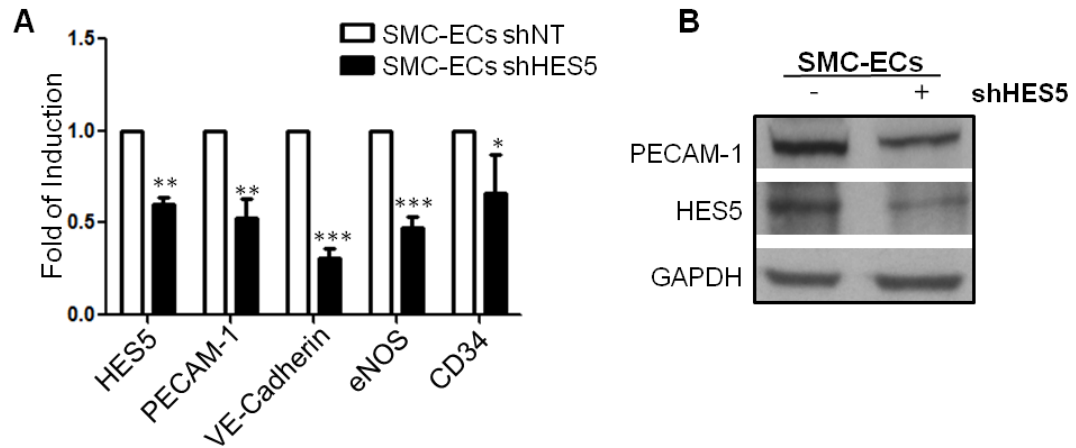 A
Fold of Induction
1.5
1.0
0.5
0.0
SMC-ECs shNT
SMC-ECs shHES5
**
**
***
***
*
HES5
PECAM-1
VE-Cadherin
eNOS
CD34
B
SMC-ECs
- + shHES5
PECAM-1
HES5
GAPDH